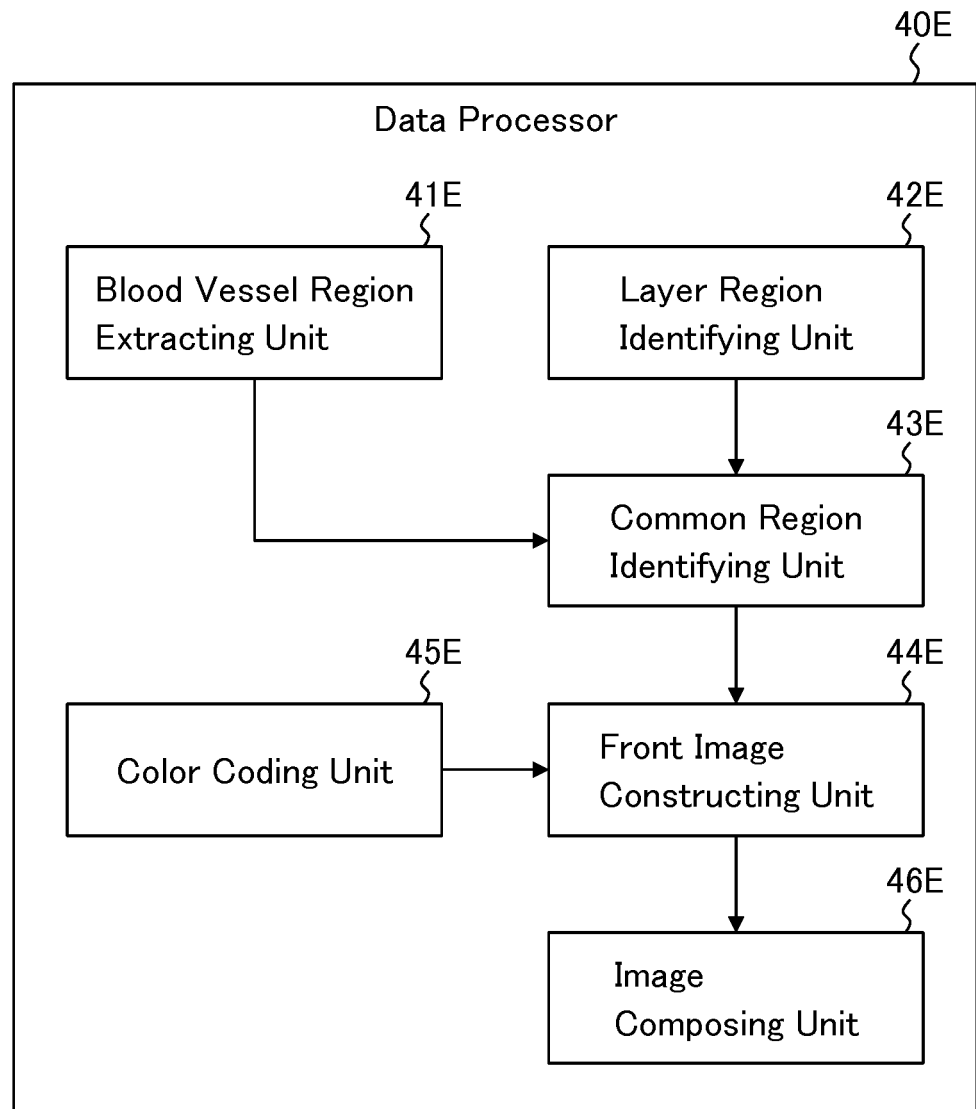 40E
Data Processor
41E
42E
Blood Vessel Region
Extracting Unit
Layer Region
Identifying Unit
43E
Common Region
Identifying Unit
45E
44E
Color Coding Unit
Front Image
Constructing Unit
46E
Image
Composing Unit